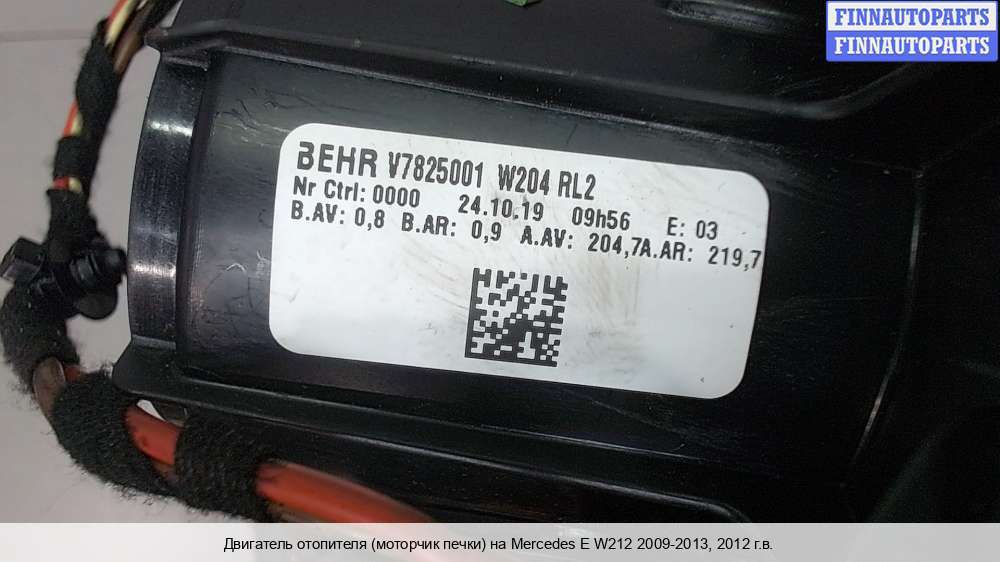 FINNAUTOPARTS
FINNAUTOPARTS
BEHR V7825001 W204 RL2
Nr Ctrl: 0000 24.10.19 09h56 E: 03
B.AV: 0,8 B.AR: 0,9 A.AV: 204,7A.AR: 219,7
Двигатель отопителя (моторчик печки) на Mercedes E W212 2009-2013, 2012 г.в.